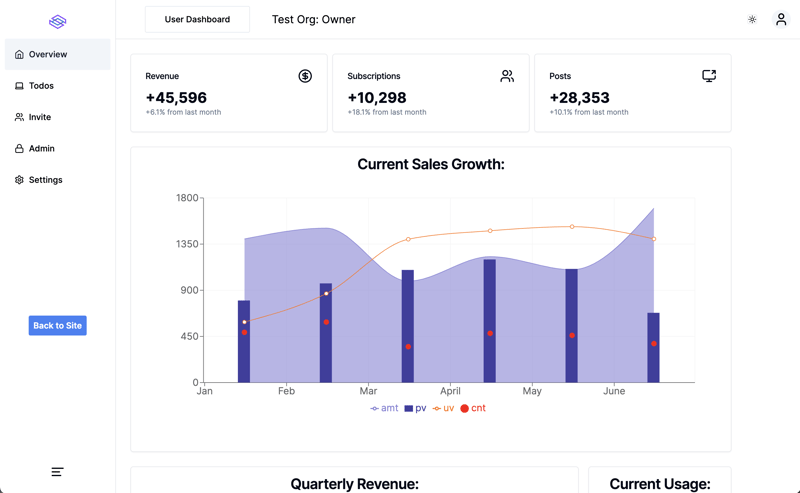 User Dashboard
Test Org: Owner
Overview
Todos
Invite
Admin
Settings
Back to Site
Revenue
+45,596
+6.1% from last month
Subscriptions
+10,298
+18.1% from last month
Posts
+28,353
+10.1% from last month
Current Sales Growth:
1800
1350
900
450
0
Jan Feb Mar April May June
amt pv uv cnt
Quarterly Revenue:
Current Usage: